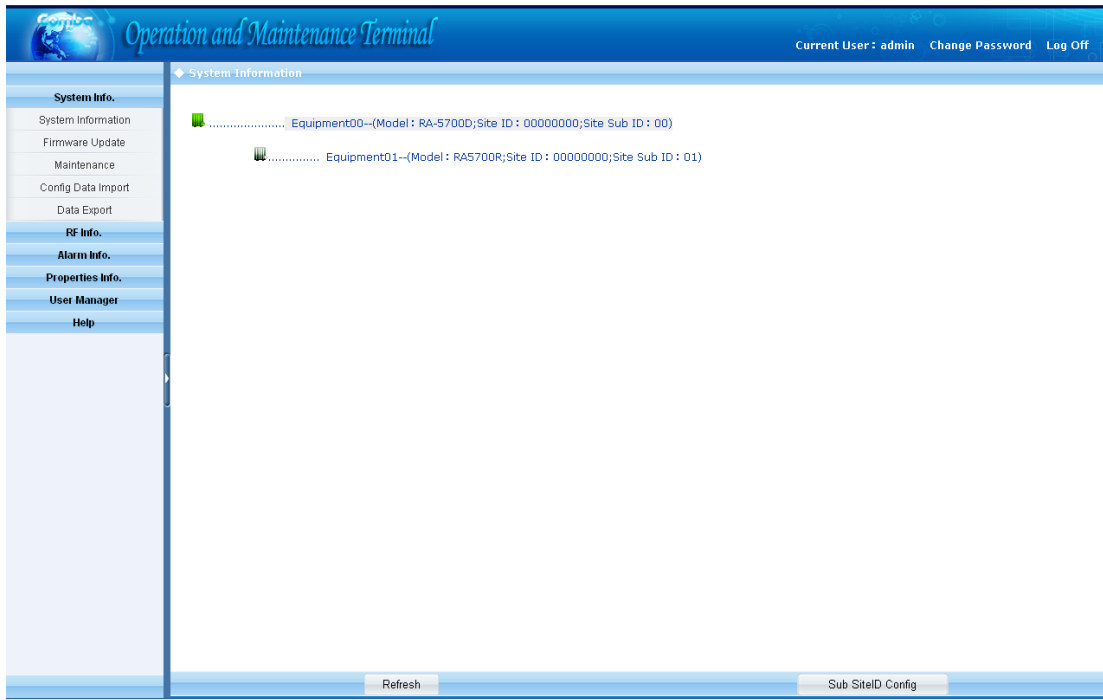 Comba
Operation and Maintenance Terminal
Current User: admin Change Password Log Off
System Information
System Info.
System Information
Firmware Update
Maintenance
Config Data Import
Data Export
RF Info.
Alarm Info.
Properties Info.
User Manager
Help
...................... Equipment00--(Model: RA-5700D;Site ID: 00000000;Site Sub ID: 00)
............... Equipment01--(Model: RA5700R;Site ID: 00000000;Site Sub ID: 01)
Refresh Sub SiteID Config